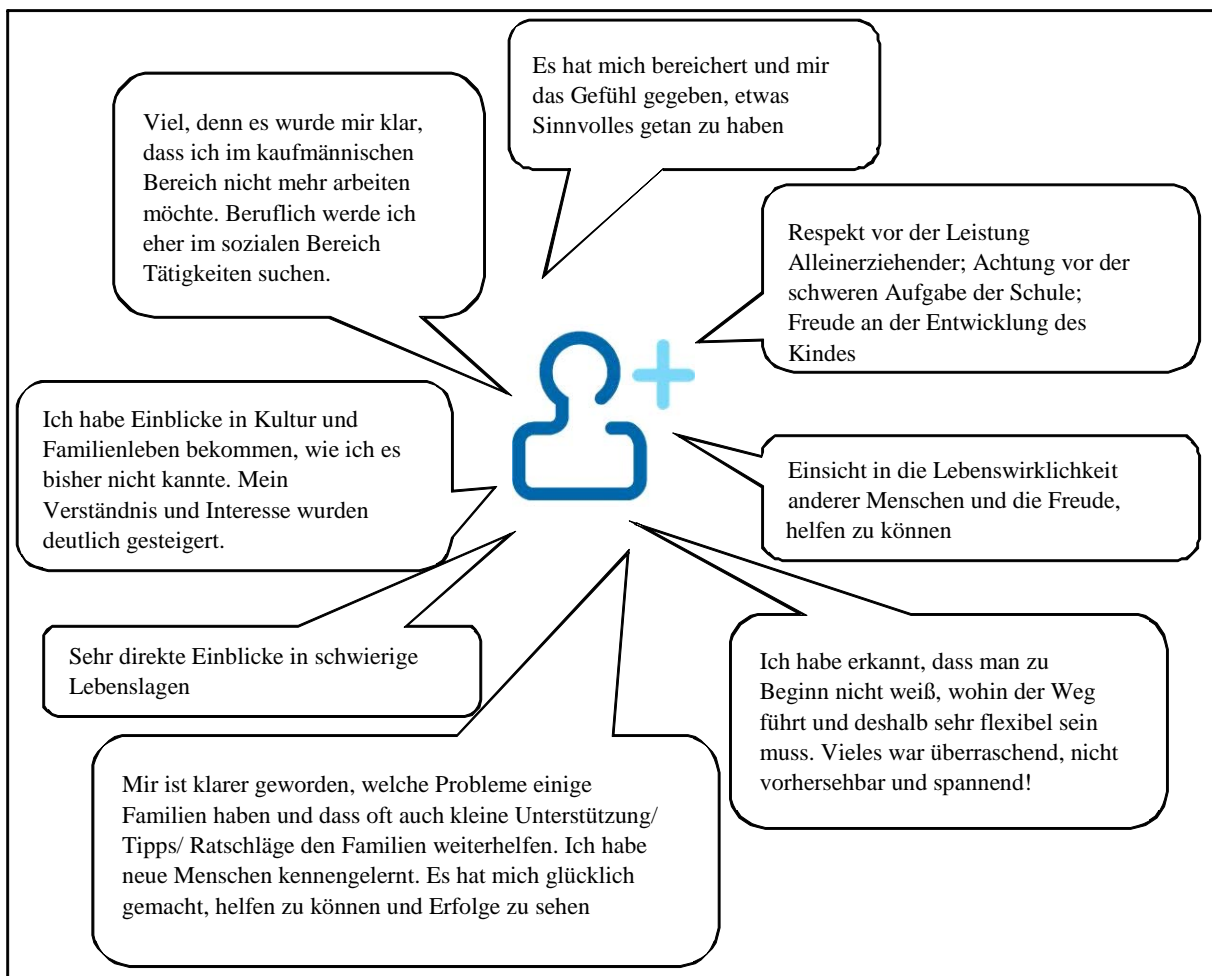 Es hat mich bereichert und mir
das Gefühl gegeben, etwas
Sinnvolles getan zu haben
Viel, denn es wurde mir klar,
dass ich im kaufmännischen
Bereich nicht mehr arbeiten
möchte. Beruflich werde ich
eher im sozialen Bereich
Tätigkeiten suchen.
Respekt vor der Leistung
Alleinerziehender; Achtung vor der
schweren Aufgabe der Schule;
Freude an der Entwicklung des
Kindes
Ich habe Einblicke in Kultur und
Familienleben bekommen, wie ich es
bisher nicht kannte. Mein
Verständnis und Interesse wurden
deutlich gesteigert.
Einsicht in die Lebenswirklichkeit
anderer Menschen und die Freude,
helfen zu können
Sehr direkte Einblicke in schwierige
Lebenslagen
Ich habe erkannt, dass man zu
Beginn nicht weiß, wohin der Weg
führt und deshalb sehr flexibel sein
muss. Vieles war überraschend, nicht
vorhersehbar und spannend!
Mir ist klarer geworden, welche Probleme einige
Familien haben und dass oft auch kleine Unterstützung/
Tipps/ Ratschläge den Familien weiterhelfen. Ich habe
neue Menschen kennengelernt. Es hat mich glücklich
gemacht, helfen zu können und Erfolge zu sehen